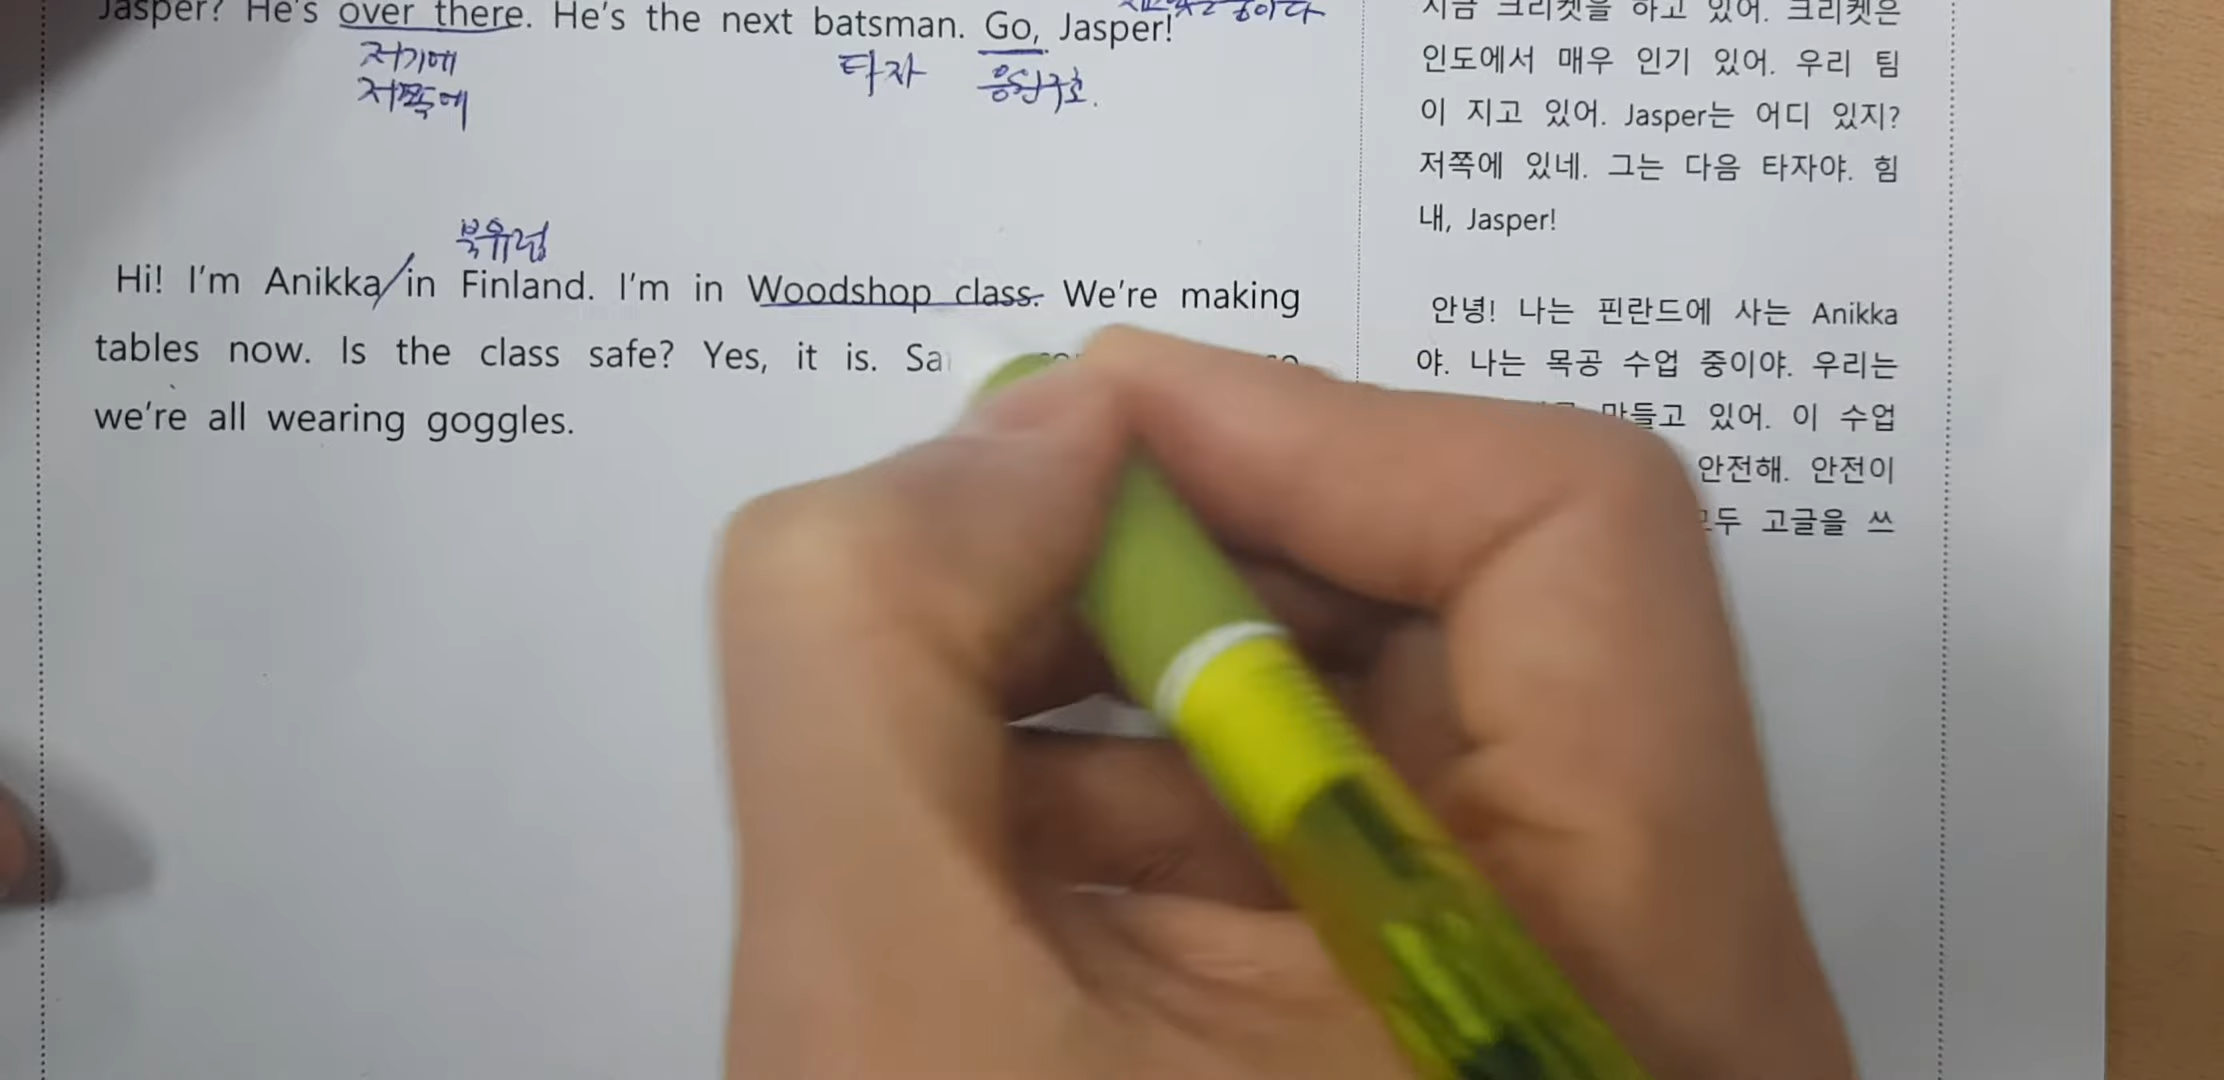 Jasper? He's over there. He's the next batsman. Go, Jasper!
저기에
저쪽에
타자
응원구호.
북유럽
Hi! I'm Anikka/in Finland. I'm in Woodshop class. We're making
tables now. Is the class safe? Yes, it is.
we're all wearing goggles.
지금 크리켓을 하고 있어. 크리켓은
인도에서 매우 인기 있어. 우리 팀
이 지고 있어. Jasper는 어디 있지?
저쪽에 있네. 그는 다음 타자야. 힘
내, Jasper!
안녕! 나는 핀란드에 사는 Anikka
야. 나는 목공 수업 중이야. 우리는
만들고 있어. 이 수업
안전해. 안전이
모두 고글을 쓰